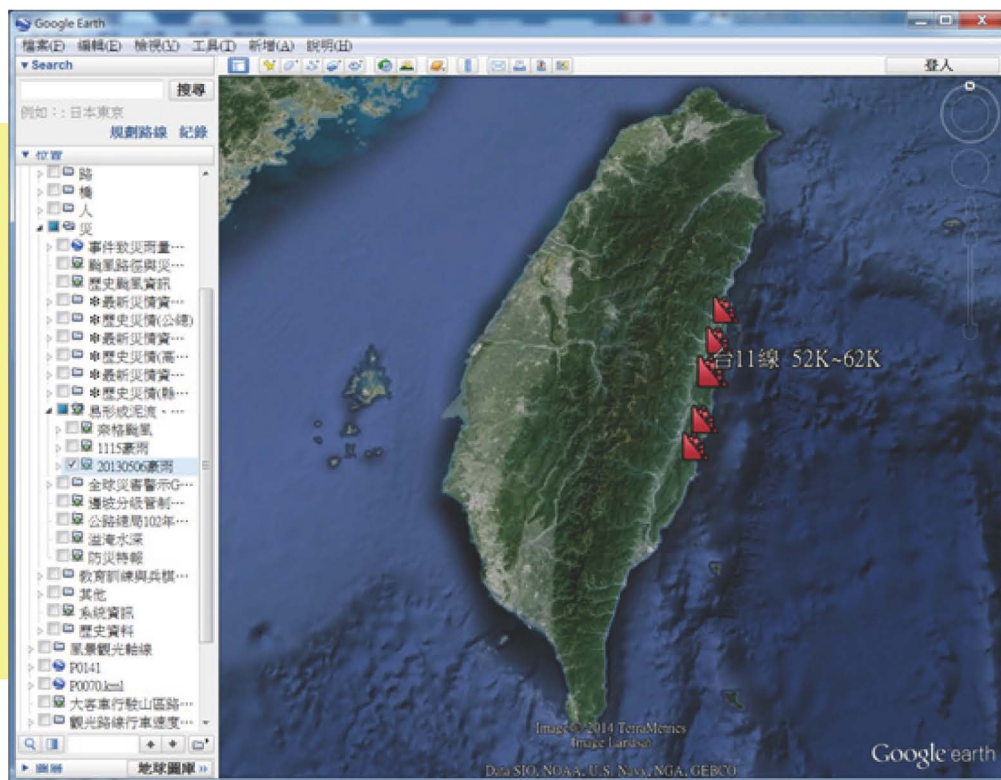 Google Earth
檔案(F) 編輯(E) 檢視(V) 工具(T) 新增(A) 說明(H)
▼ Search
搜尋
例如：: 日本東京
規劃路線 紀錄
登入
▼ 位置
路
橋
人
災
事件致災雨量…
颱風路徑與災…
歷史颱風資訊
*最新災情資…
*歷史災情(公總)
*最新災情資…
*歷史災情(高…
*最新災情資…
*歷史災情(縣…
易形成泥流、…
奈格颱風
1115豪雨
20130506豪雨
全球災害警示G…
邊坡分級管制…
公路總局102年…
溢淹水深
防災特報
教育訓練與兵棋…
其他
系統資訊
歷史資料
風景觀光軸線
P0141
P0070.kml
大客車行駛山區路…
觀光路線行車速度…
圖層
地球圖庫 »
台11線 52K~62K
Image © 2014 TerraMetrics
Image Landsat
Data SIO, NOAA, U.S. Navy, NGA, GEBCO
Google earth